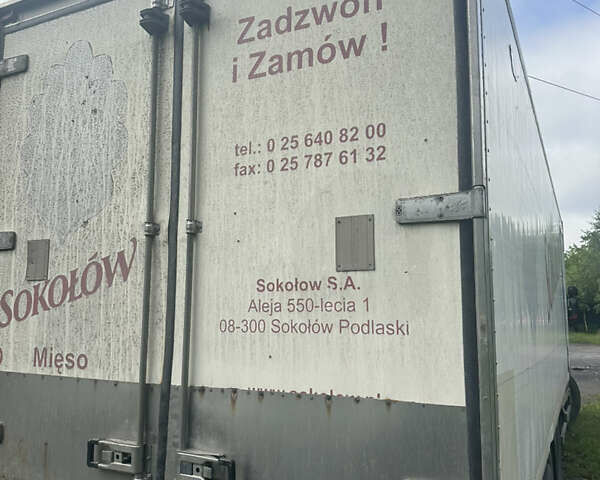 Zadzwoń
i Zamów !
tel.: 0 25 640 82 00
fax: 0 25 787 61 32
SOKOŁÓW
Mięso
Sokołow S.A.
Aleja 550-lecia 1
08-300 Sokołów Podlaski